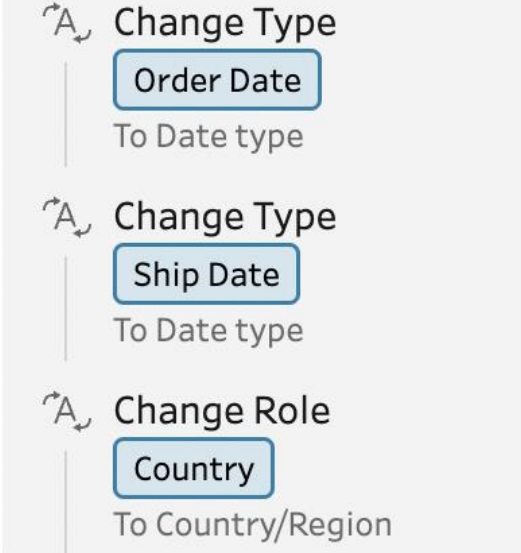 Change Type
Order Date
To Date type
Change Type
Ship Date
To Date type
Change Role
Country
To Country/Region